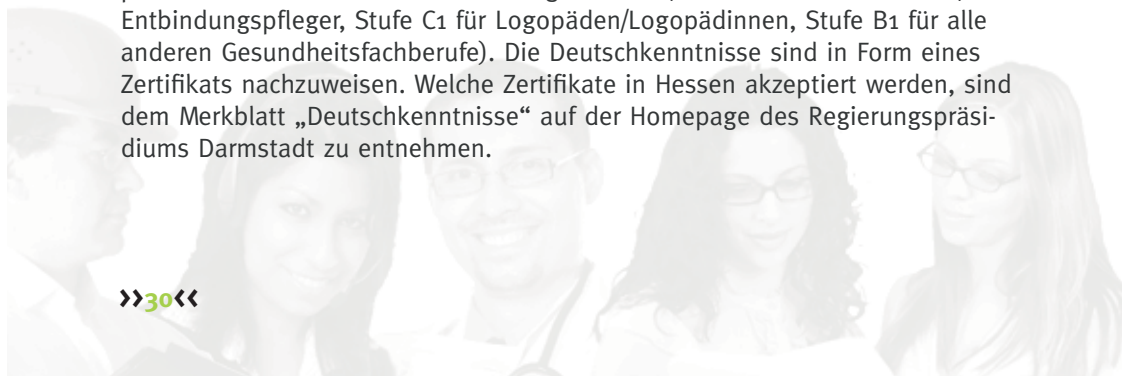 Entbindungspfleger, Stufe C1 für Logopäden/Logopädinnen, Stufe B1 für alle
anderen Gesundheitsfachberufe). Die Deutschkenntnisse sind in Form eines
Zertifikats nachzuweisen. Welche Zertifikate in Hessen akzeptiert werden, sind
dem Merkblatt „Deutschkenntnisse“ auf der Homepage des Regierungspräsi-
diums Darmstadt zu entnehmen.
››30‹‹